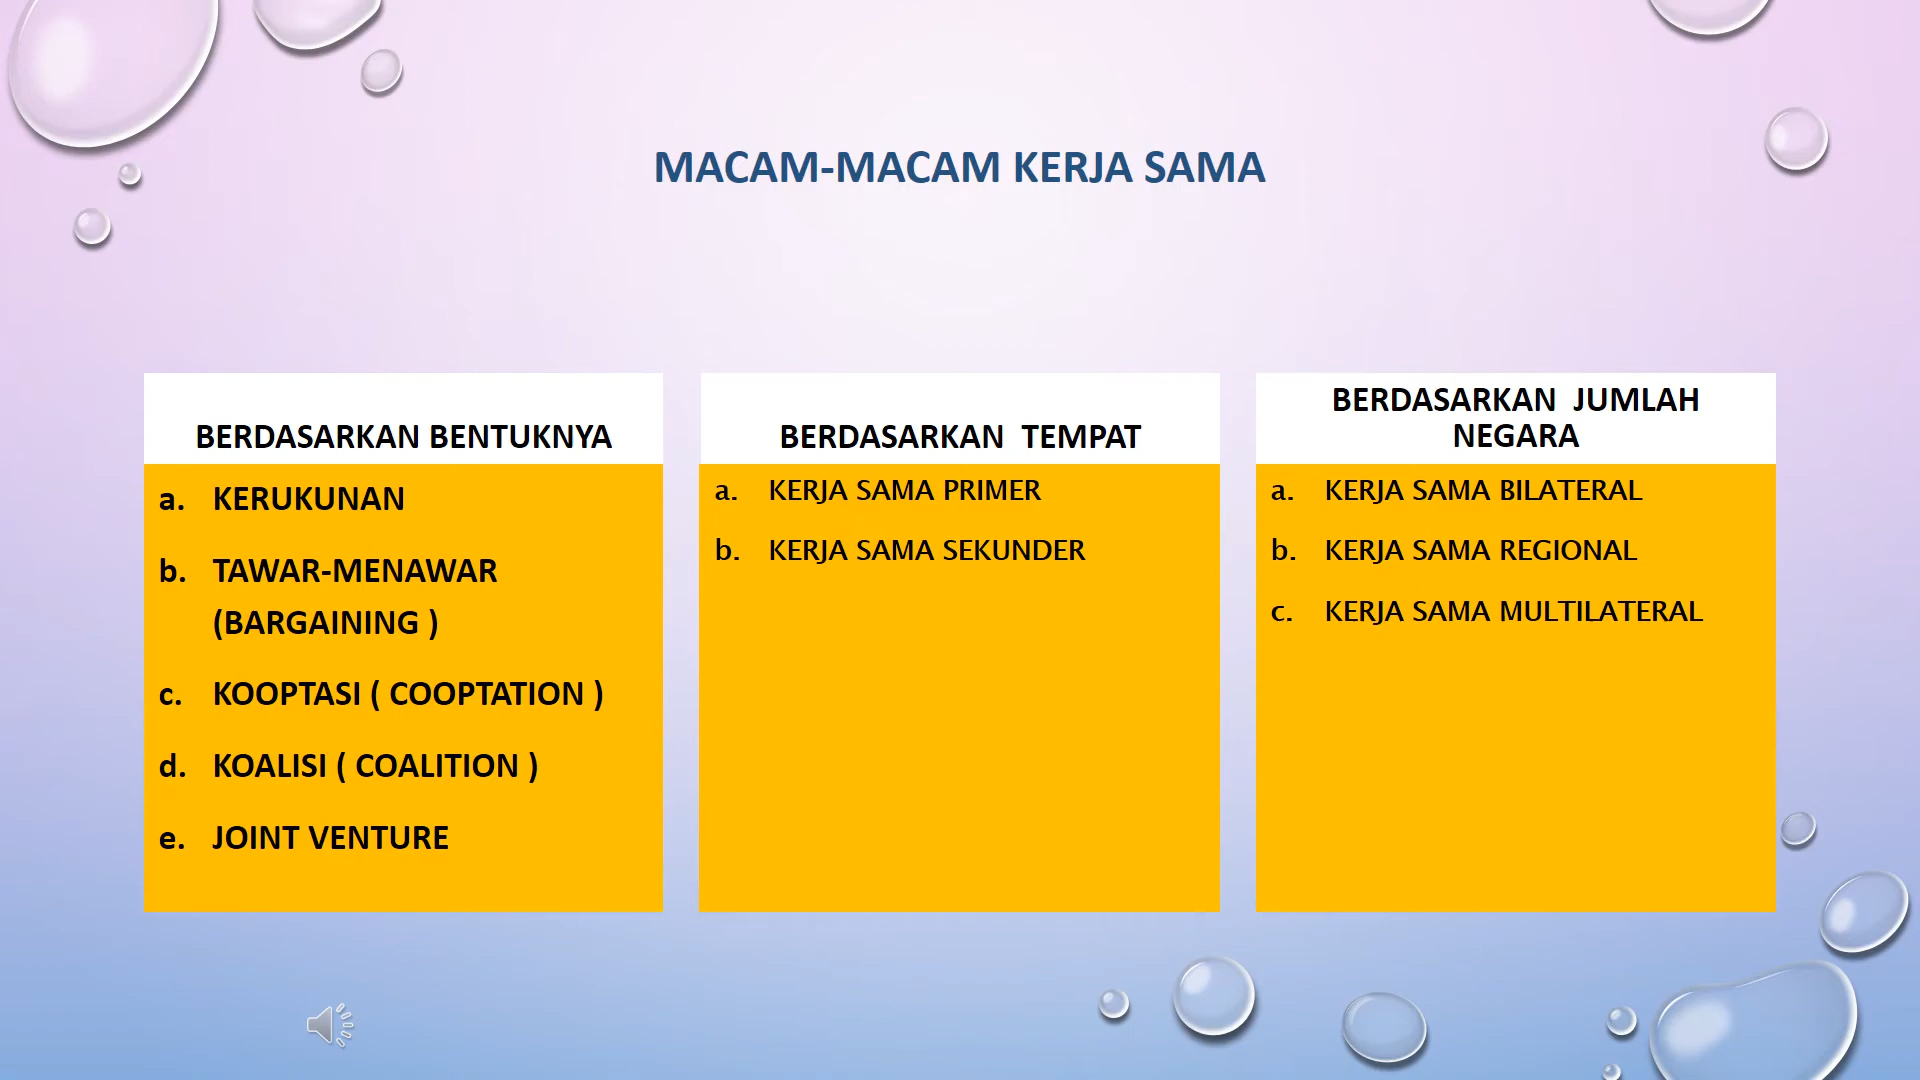 MACAM-MACAM KERJA SAMA
BERDASARKAN BENTUKNYA
a. KERUKUNAN
b. TAWAR-MENAWAR
(BARGAINING )
c. KOOPTASI ( COOPTATION )
d. KOALISI ( COALITION )
e. JOINT VENTURE
BERDASARKAN TEMPAT
a. KERJA SAMA PRIMER
b. KERJA SAMA SEKUNDER
BERDASARKAN JUMLAH
NEGARA
a. KERJA SAMA BILATERAL
b. KERJA SAMA REGIONAL
c. KERJA SAMA MULTILATERAL